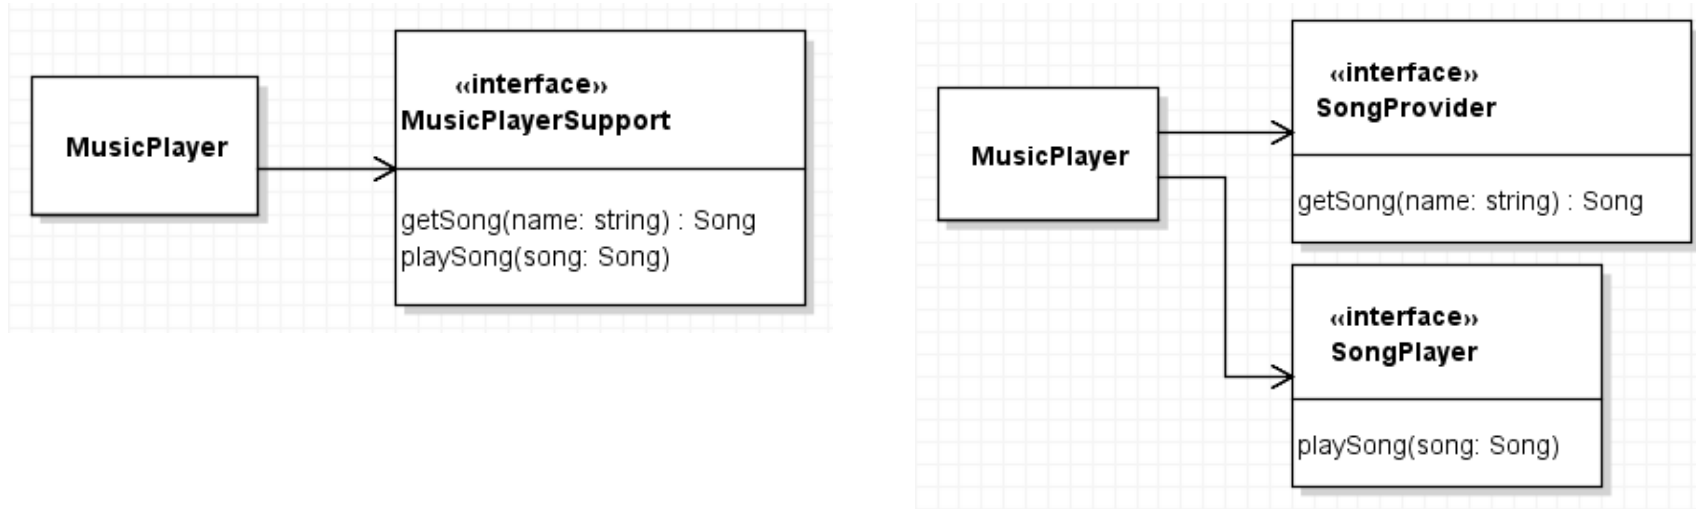 MusicPlayer
««interface»»
MusicPlayerSupport
getSong(name: string) : Song
playSong(song: Song)
MusicPlayer
««interface»»
SongProvider
getSong(name: string) : Song
««interface»»
SongPlayer
playSong(song: Song)